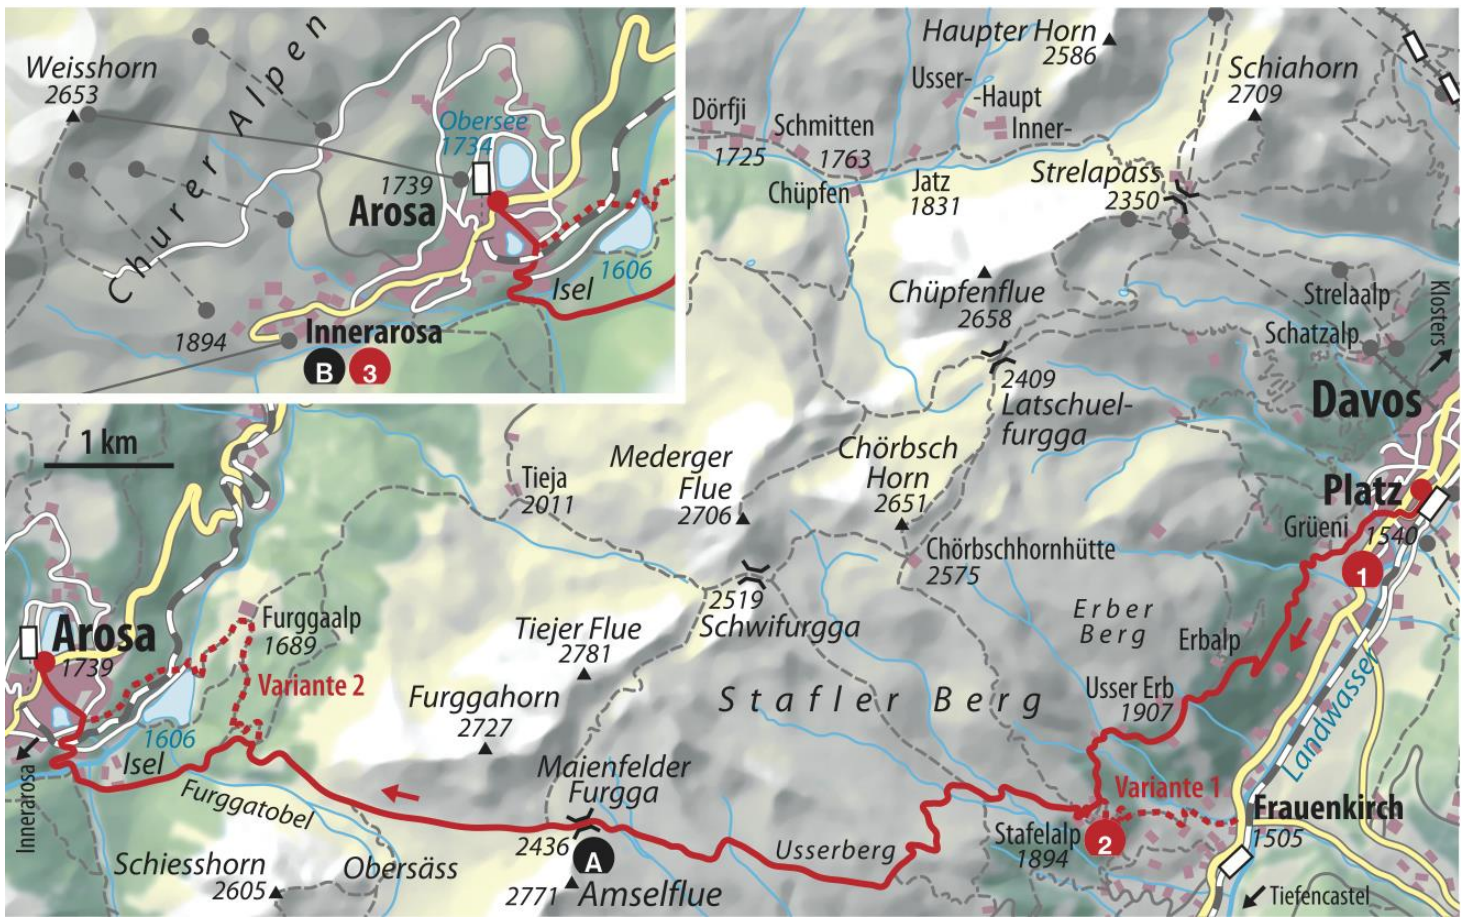 Weisshorn
2653
Churer Alpen
Obersee
1734
1739
Arosa
1606
Isel
1894
Innerarosa
B
3
Haupter Horn
2586
Schiahorn
2709
Usser-
-Haupt
Inner-
Dörfji
1725
Schmitten
1763
Chüpfen
Jatz
1831
Strelapass
2350
Chüpfenflue
2658
Strelaalp
Schatzalp
Klosters
Davos
2409
Latschuel-
furgga
1 km
Mederger
Flue
2706
Chörbsch
Horn
2651
Tieja
2011
Platz
Grüeni
1540
1
Chörbschhornhütte
2575
2519
Schwifurgga
Erber
Berg
Erbalp
Furggaalp
1689
Arosa
1739
Variante 2
Tiejer Flue
2781
Furggahorn
2727
Stafler Berg
Usser Erb
1907
Landwasser
1606
Isel
Innerarosa
Furggatobel
Maienfelder
Furgga
Variante 1
Frauenkirch
1505
Stafelalp
1894
2
2436
A
Usserberg
Schiesshorn
2605
Obersäss
2771
Amselflue
Tiefencastel